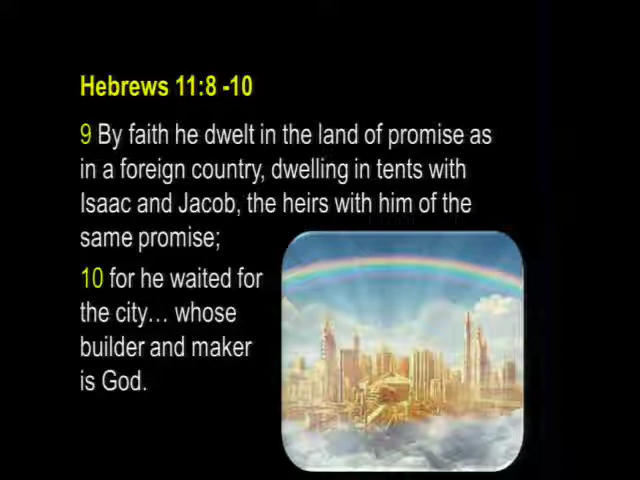 Hebrews 11:8 -10
9 By faith he dwelt in the land of promise as
in a foreign country, dwelling in tents with
Isaac and Jacob, the heirs with him of the
same promise;
10 for he waited for
the city… whose
builder and maker
is God.